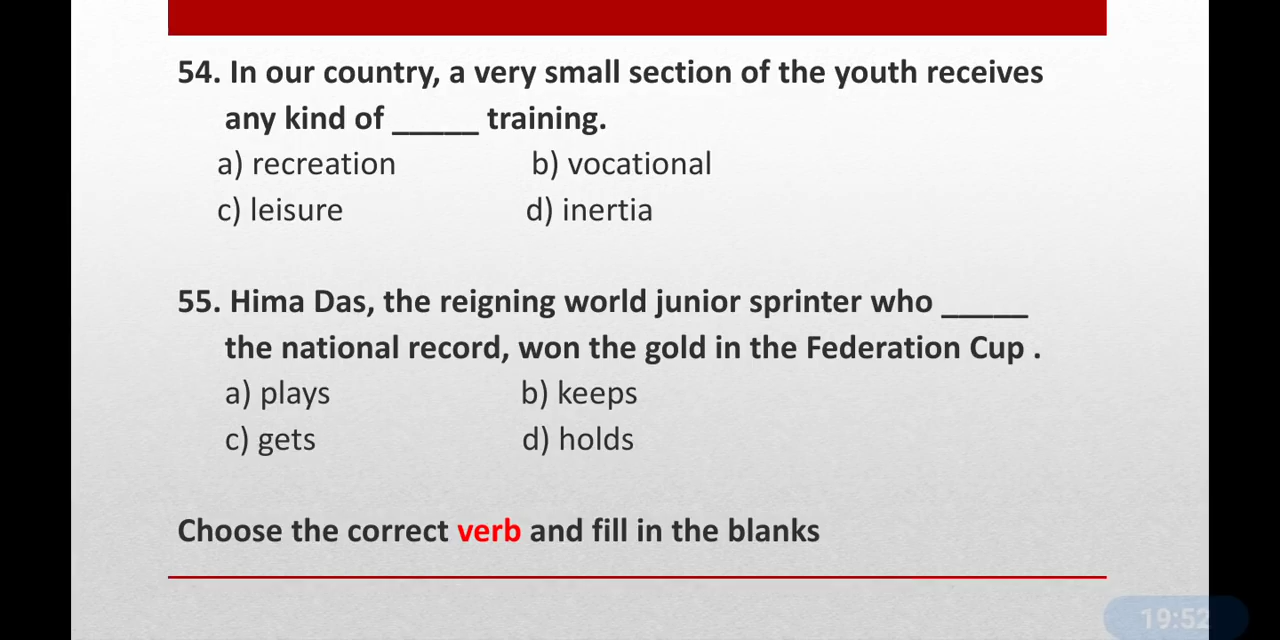 54. In our country, a very small section of the youth receives
any kind of _____ training.
a) recreation b) vocational
c) leisure d) inertia
55. Hima Das, the reigning world junior sprinter who _____
the national record, won the gold in the Federation Cup .
a) plays b) keeps
c) gets d) holds
Choose the correct verb and fill in the blanks
19:52